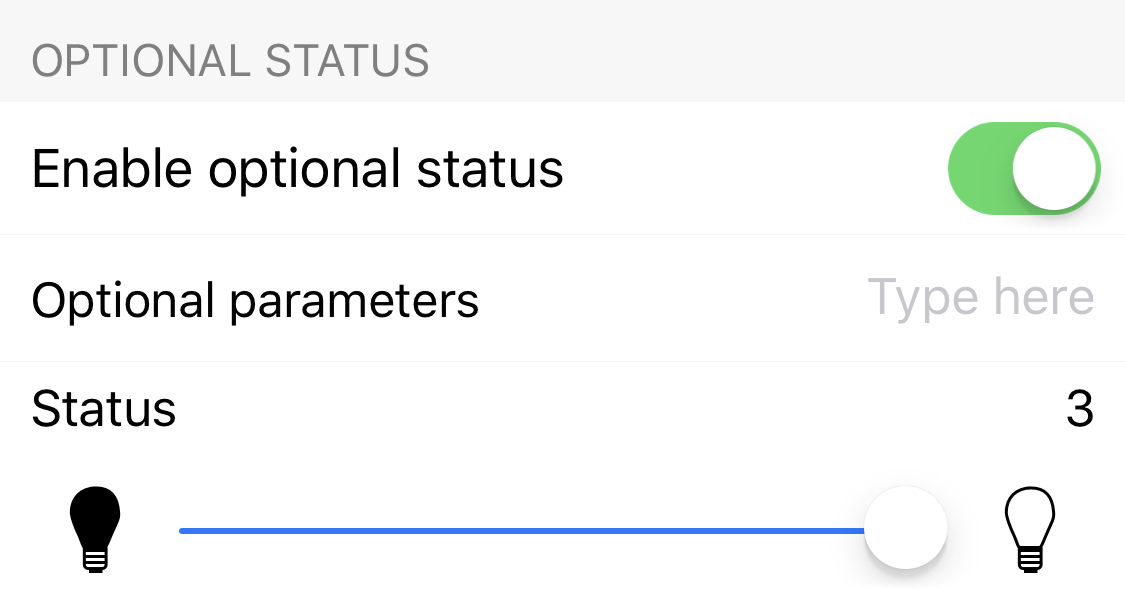 OPTIONAL STATUS
Enable optional status
Optional parameters Type here
Status 3